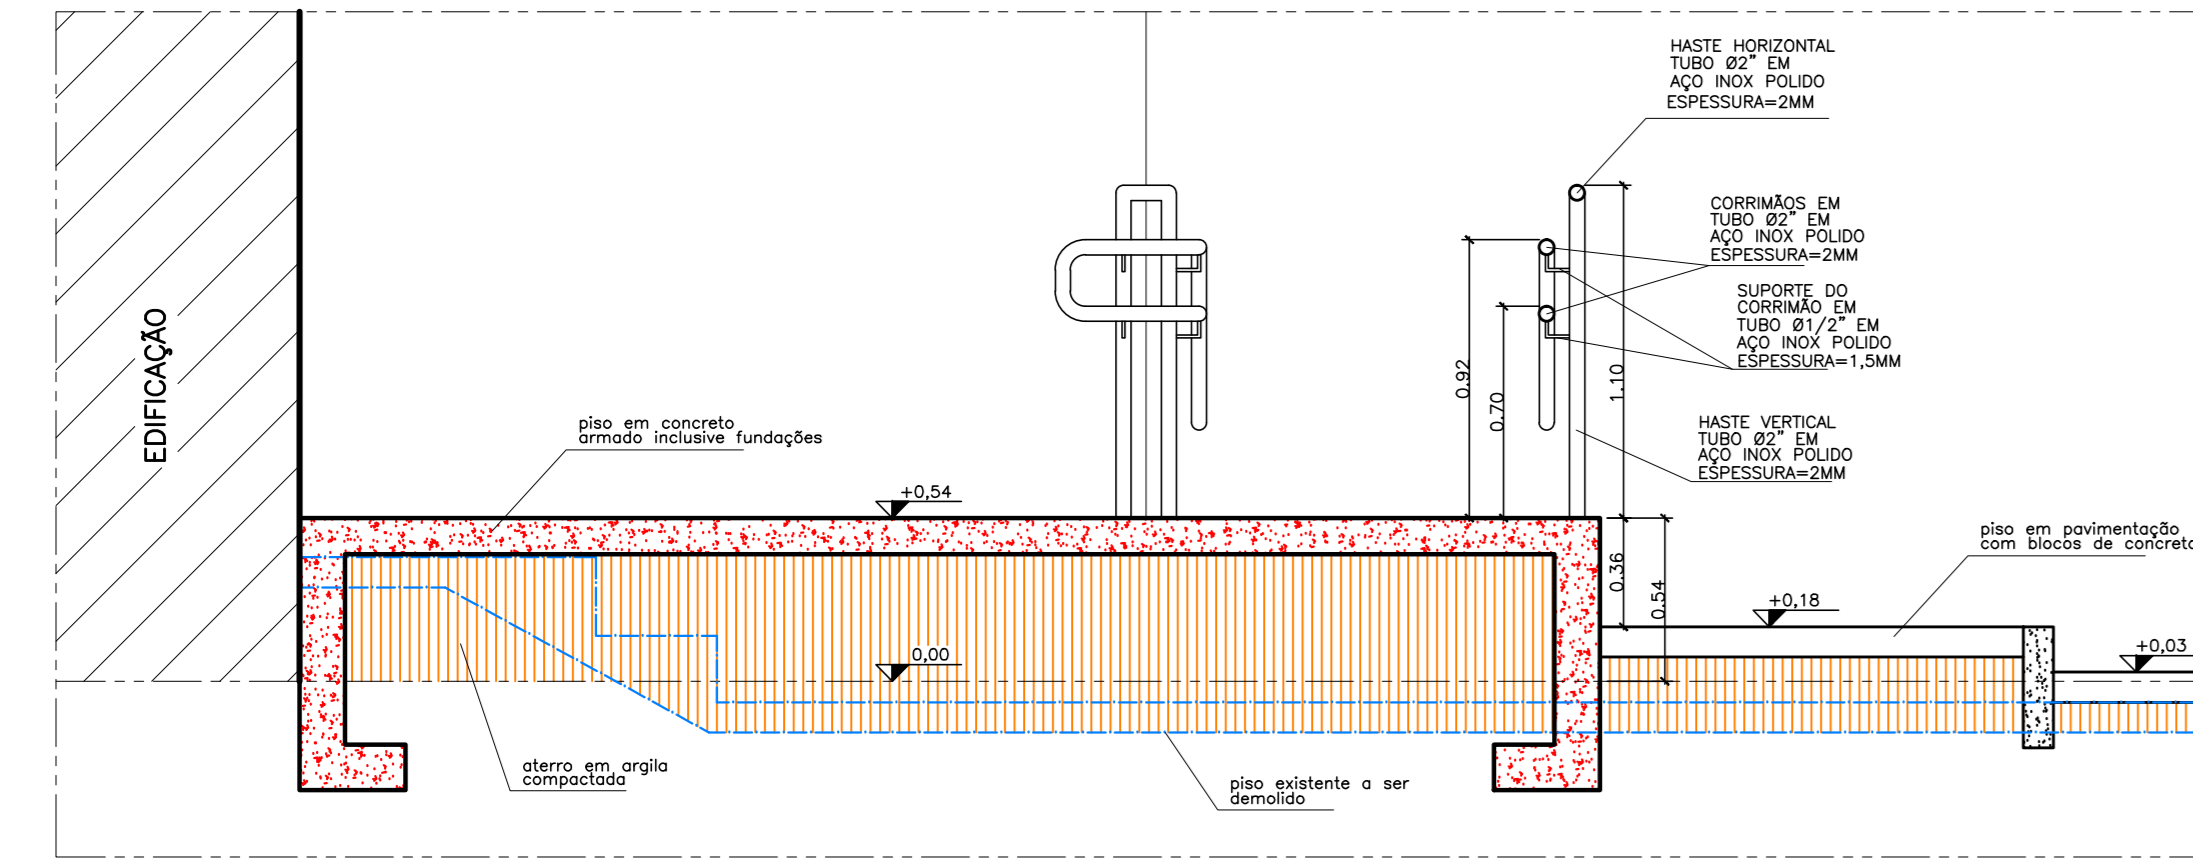 HASTE HORIZONTAL
TUBO Ø2" EM
AÇO INOX POLIDO
ESPESSURA=2MM
CORRIMÃOS EM
TUBO Ø2" EM
AÇO INOX POLIDO
ESPESSURA=2MM
SUPORTE DO
CORRIMÃO EM
TUBO Ø1/2" EM
AÇO INOX POLIDO
ESPESSURA=1,5MM
HASTE VERTICAL
TUBO Ø2" EM
AÇO INOX POLIDO
ESPESSURA=2MM
EDIFICAÇÃO
0.92
0.70
1.10
piso em concreto
armado inclusive fundações
+0,54
0.36
0.54
piso em pavimentação
com blocos de concreto
+0,18
+0,03
0,00
aterro em argila
compactada
piso existente a ser
demolido